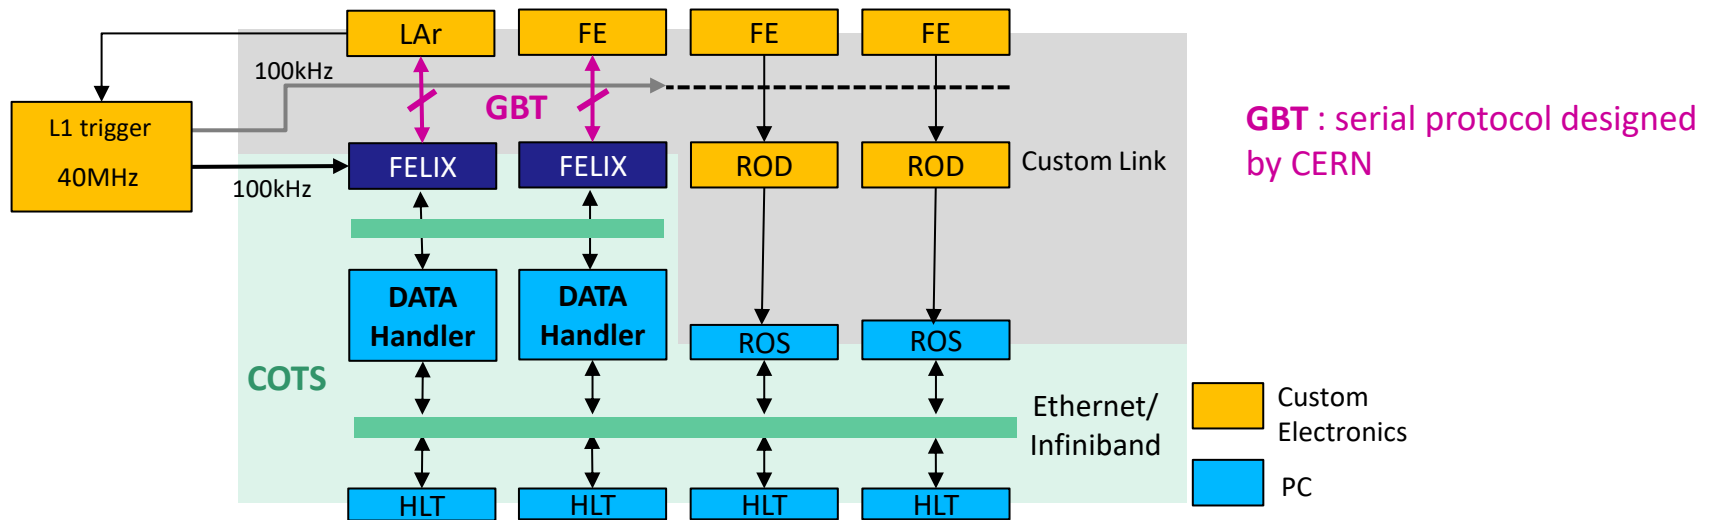 LAr
FE
FE
FE
100kHz
GBT
L1 trigger
40MHz
100kHz
FELIX
FELIX
ROD
ROD
Custom Link
GBT : serial protocol designed
by CERN
DATA
Handler
DATA
Handler
ROS
ROS
COTS
Ethernet/
Infiniband
HLT
HLT
HLT
HLT
Custom
Electronics
PC